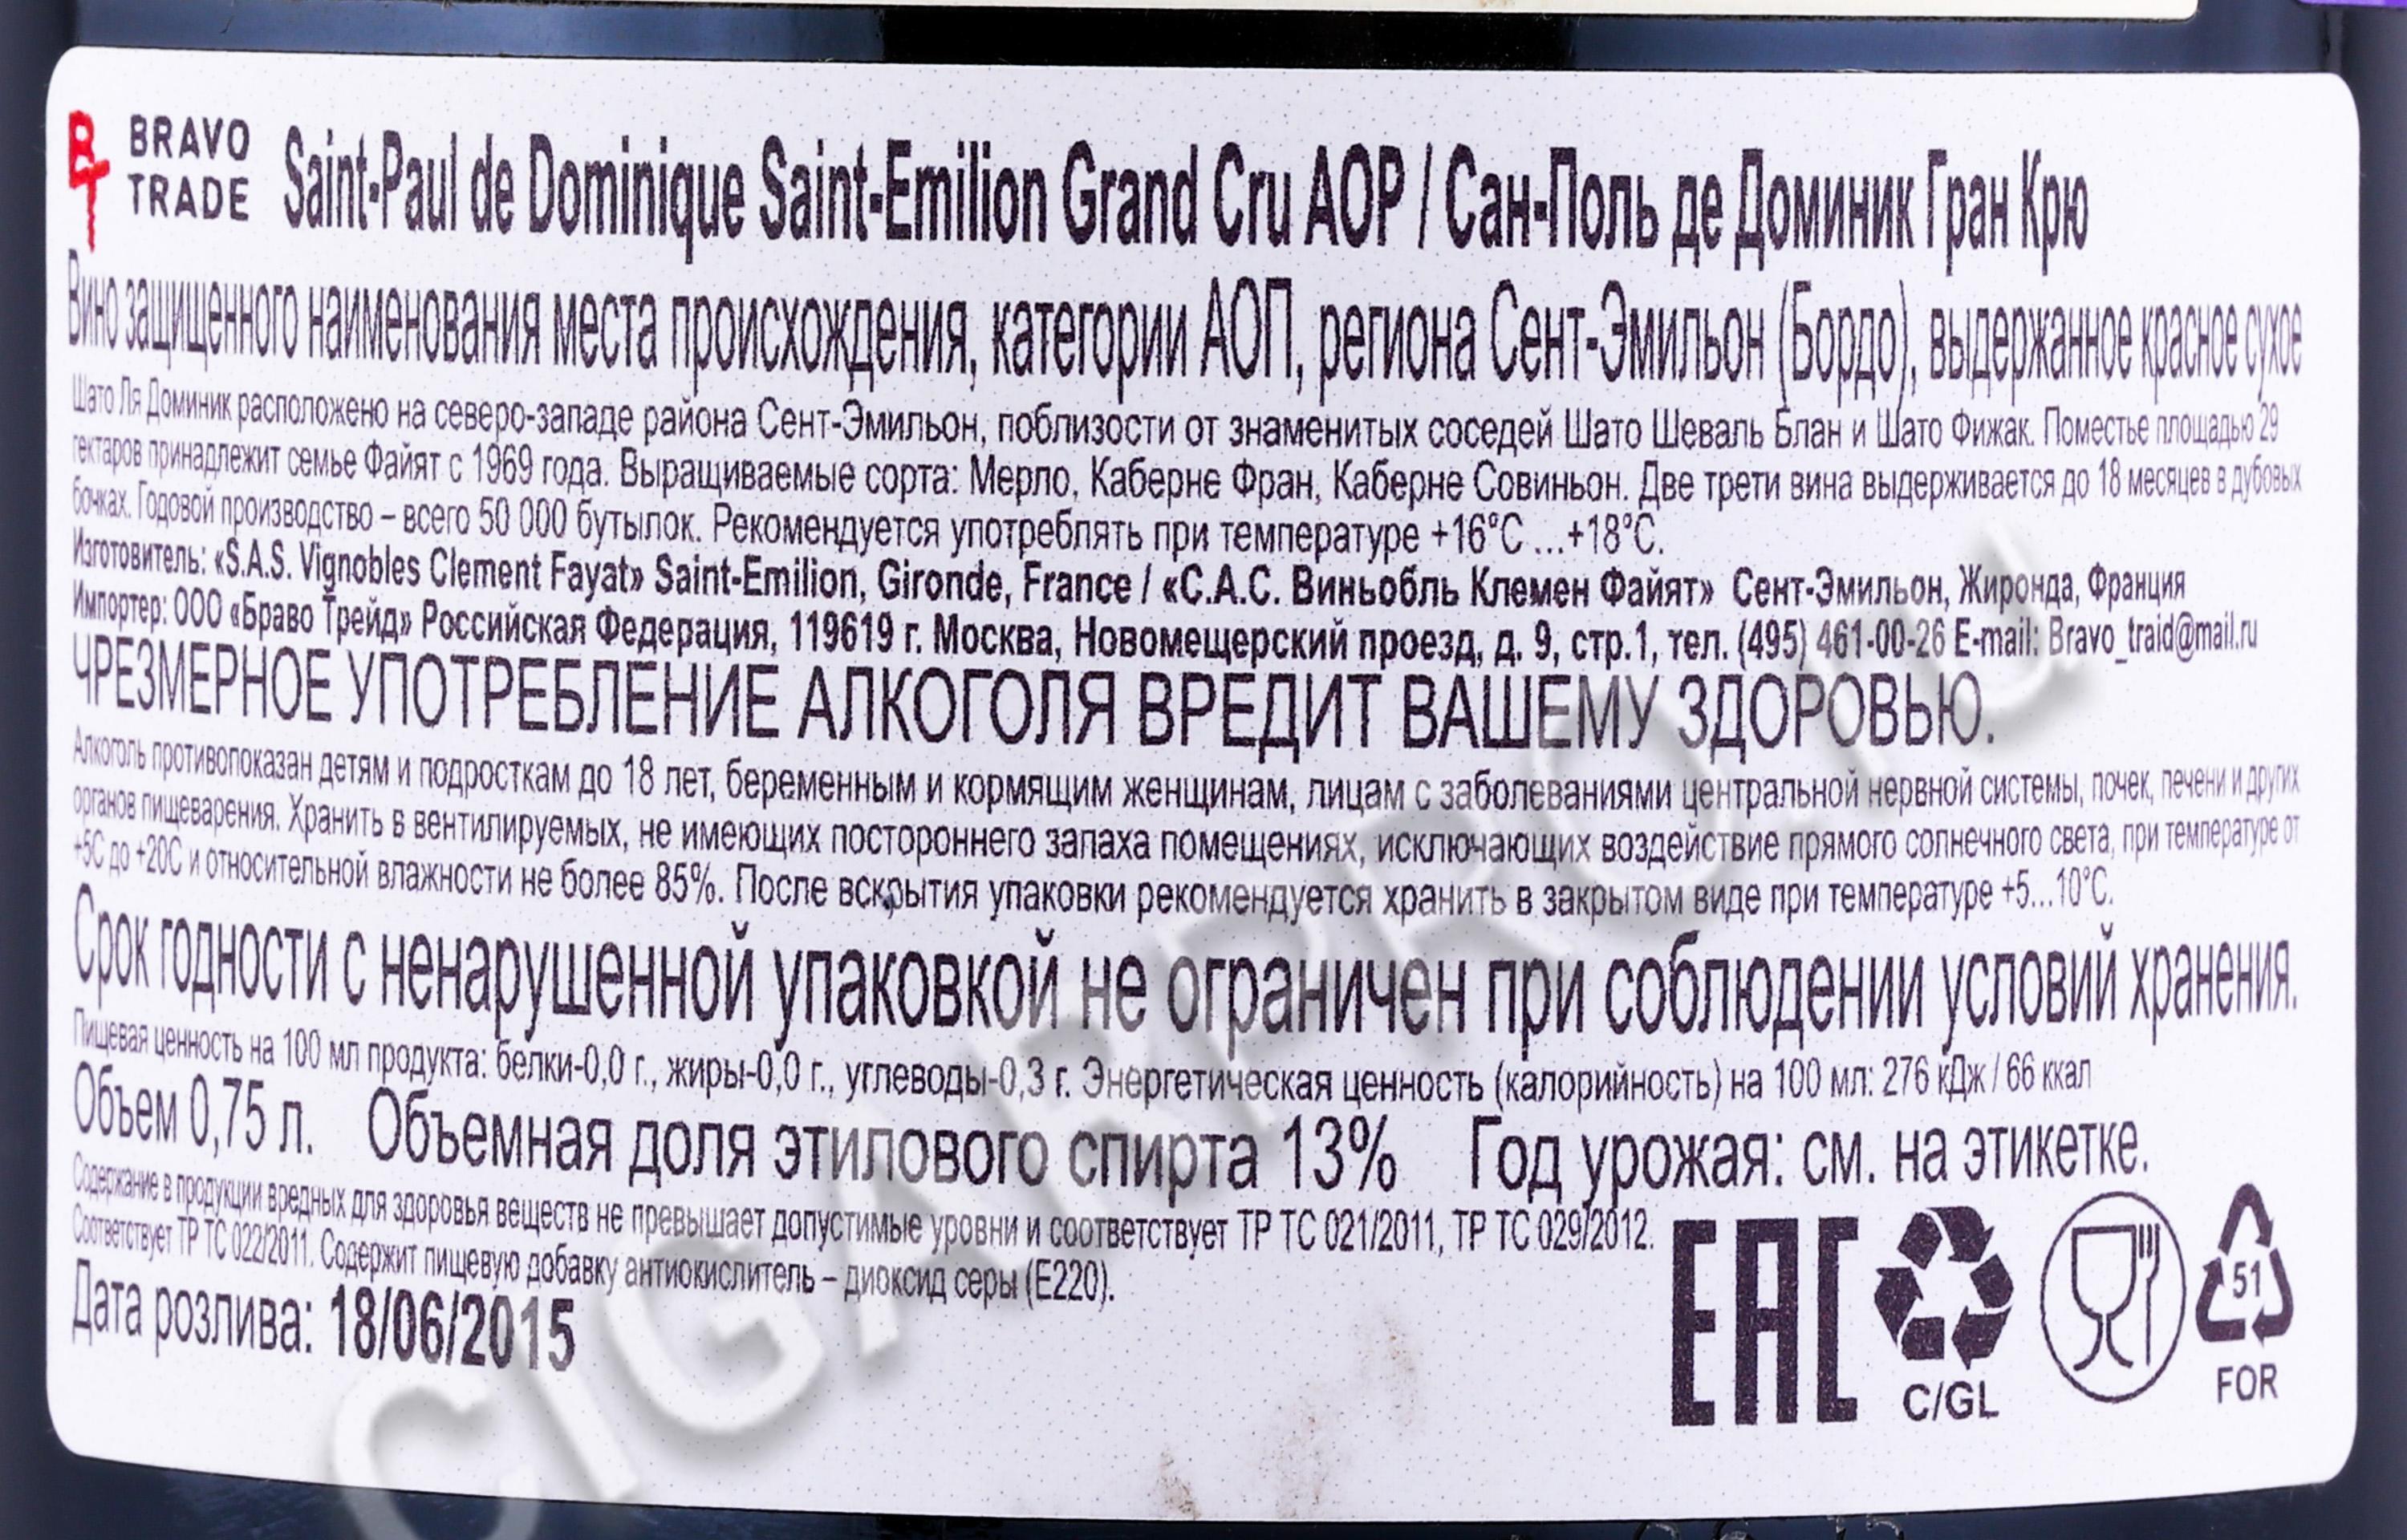 BRAVO
TRADE
Saint-Paul de Dominique Saint-Emilion Grand Cru AOP / Сан-Поль де Доминик Гран Крю
Вино защищенного наименования места происхождения, категории АОП, региона Сент-Эмильон (Бордо), выдержанное красное сухое
Шато Ля Доминик расположено на северо-западе района Сент-Эмильон, поблизости от знаменитых соседей Шато Шеваль Блан и Шато Фижак. Поместье площадью 29
гектаров принадлежит семье Файят с 1969 года. Выращиваемые сорта: Мерло, Каберне Фран, Каберне Совиньон. Две трети вина выдерживается до 18 месяцев в дубовых
бочках. Годовой производство – всего 50 000 бутылок. Рекомендуется употреблять при температуре +16°C ...+18°C.
Изготовитель: «S.A.S. Vignobles Clement Fayat» Saint-Emilion, Gironde, France / «С.А.С. Виньобль Клемен Файят» Сент-Эмильон, Жиронда, Франция
Импортер: ООО «Браво Трейд» Российская Федерация, 119619 г. Москва, Новомещерский проезд, д. 9, стр.1, тел. (495) 461-00-26 E-mail: Bravo_traid@mail.ru
ЧРЕЗМЕРНОЕ УПОТРЕБЛЕНИЕ АЛКОГОЛЯ ВРЕДИТ ВАШЕМУ ЗДОРОВЬЮ.
Алкоголь противопоказан детям и подросткам до 18 лет, беременным и кормящим женщинам, лицам с заболеваниями центральной нервной системы, почек, печени и других
органов пищеварения. Хранить в вентилируемых, не имеющих постороннего запаха помещениях, исключающих воздействие прямого солнечного света, при температуре от
+5С до +20С и относительной влажности не более 85%. После вскрытия упаковки рекомендуется хранить в закрытом виде при температуре +5...10°C.
Срок годности с ненарушенной упаковкой не ограничен при соблюдении условий хранения.
Пищевая ценность на 100 мл продукта: белки-0,0 г., жиры-0,0 г., углеводы-0,3 г. Энергетическая ценность (калорийность) на 100 мл: 276 кДж / 66 ккал
Объем 0,75 л. Объемная доля этилового спирта 13% Год урожая: см. на этикетке.
Содержание в продукции вредных для здоровья веществ не превышает допустимые уровни и соответствует ТР ТС 021/2011, ТР ТС 029/2012.
Соответствует ТР ТС 022/2011. Содержит пищевую добавку антиокислитель – диоксид серы (Е220).
Дата розлива: 18/06/2015
EAC
C/GL
51
FOR
CIGARPRO.ru